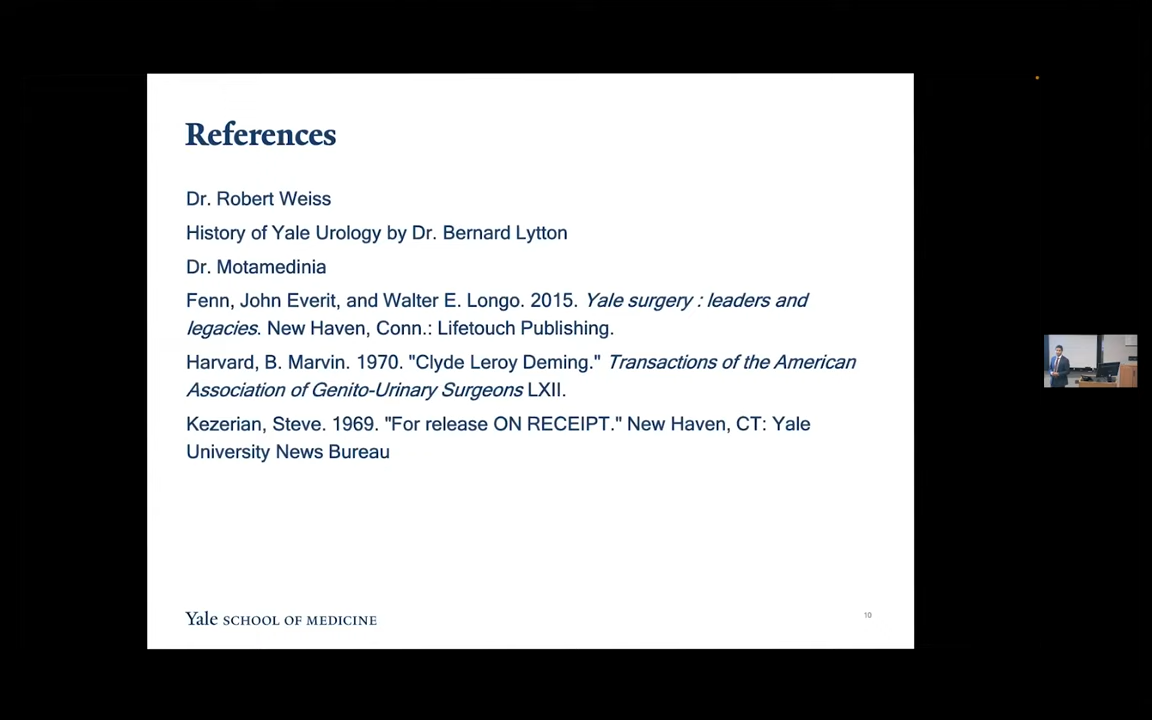 References
Dr. Robert Weiss
History of Yale Urology by Dr. Bernard Lytton
Dr. Motamedinia
Fenn, John Everit, and Walter E. Longo. 2015. Yale surgery : leaders and
legacies. New Haven, Conn.: Lifetouch Publishing.
Harvard, B. Marvin. 1970. "Clyde Leroy Deming." Transactions of the American
Association of Genito-Urinary Surgeons LXII.
Kezerian, Steve. 1969. "For release ON RECEIPT." New Haven, CT: Yale
University News Bureau
Yale SCHOOL OF MEDICINE
10